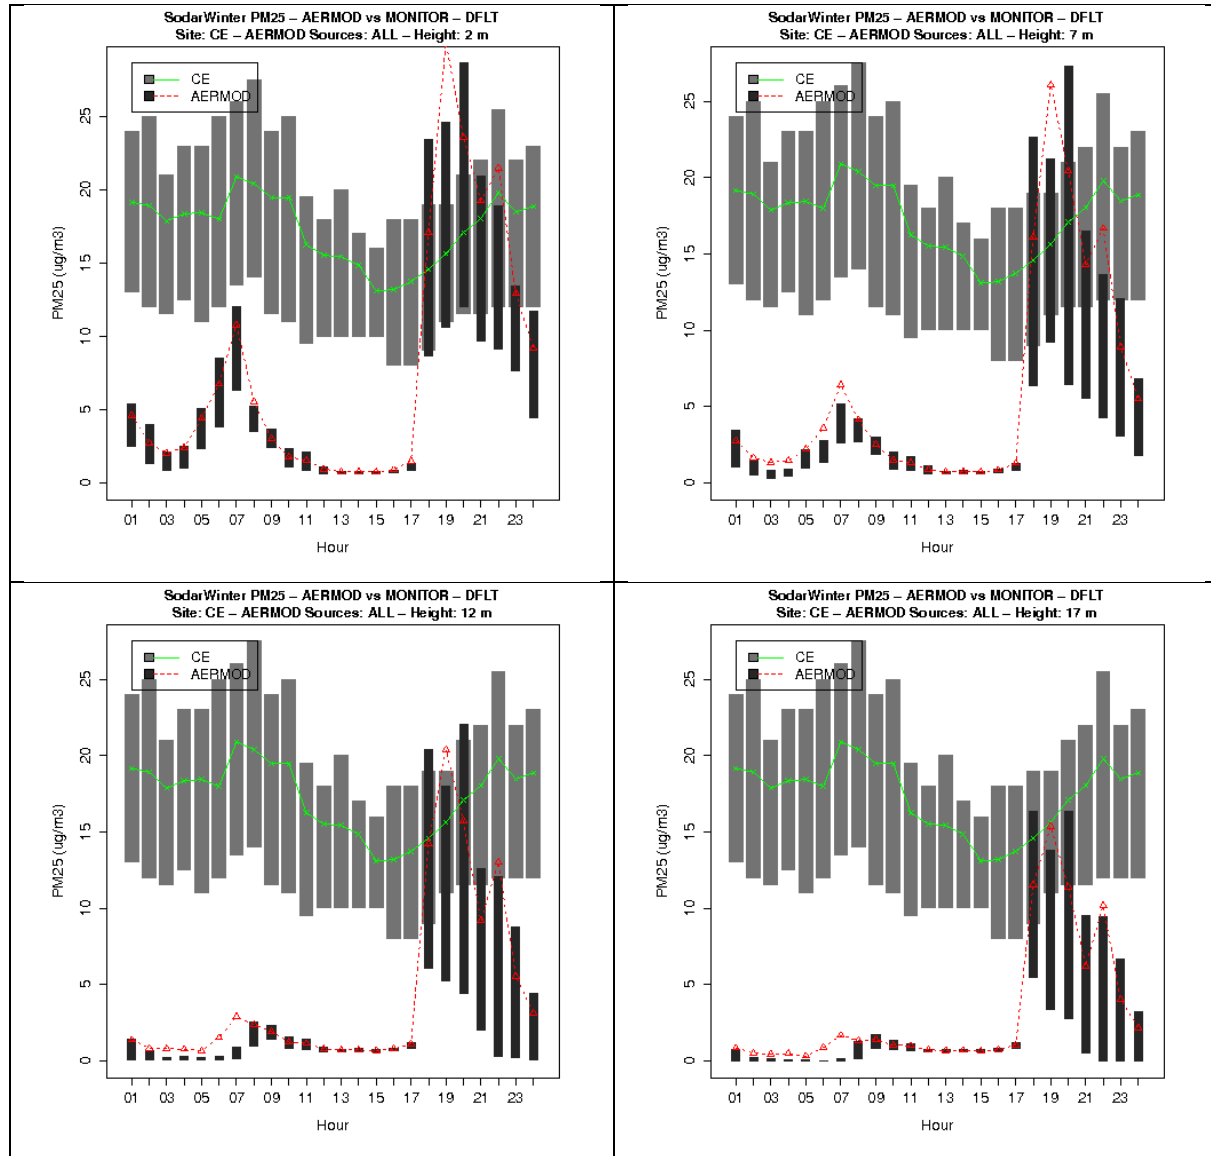 SodarWinter PM25 – AERMOD vs MONITOR – DFLT
Site: CE – AERMOD Sources: ALL – Height: 2 m
CE
AERMOD
PM25 (ug/m3)
0 5 10 15 20 25
01 03 05 07 09 11 13 15 17 19 21 23
Hour
SodarWinter PM25 – AERMOD vs MONITOR – DFLT
Site: CE – AERMOD Sources: ALL – Height: 7 m
CE
AERMOD
PM25 (ug/m3)
0 5 10 15 20 25
01 03 05 07 09 11 13 15 17 19 21 23
Hour
SodarWinter PM25 – AERMOD vs MONITOR – DFLT
Site: CE – AERMOD Sources: ALL – Height: 12 m
CE
AERMOD
PM25 (ug/m3)
0 5 10 15 20 25
01 03 05 07 09 11 13 15 17 19 21 23
Hour
SodarWinter PM25 – AERMOD vs MONITOR – DFLT
Site: CE – AERMOD Sources: ALL – Height: 17 m
CE
AERMOD
PM25 (ug/m3)
0 5 10 15 20 25
01 03 05 07 09 11 13 15 17 19 21 23
Hour